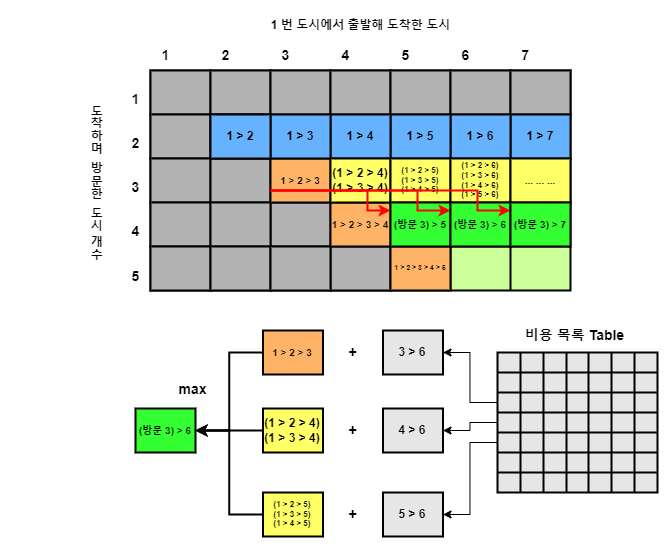 1 번 도시에서 출발해 도착한 도시
1 2 3 4 5 6 7
도착하며 방문한 도시 개수
1
2 1 > 2 1 > 3 1 > 4 1 > 5 1 > 6 1 > 7
3 1 > 2 > 3
(1 > 2 > 4)
(1 > 3 > 4)
(1 > 2 > 5)
(1 > 3 > 5)
(1 > 4 > 5)
(1 > 2 > 6)
(1 > 3 > 6)
(1 > 4 > 6)
(1 > 5 > 6)
... ... ...
4 1 > 2 > 3 > 4 (방문 3) > 5 (방문 3) > 6 (방문 3) > 7
5 1 > 2 > 3 > 4 > 5
비용 목록 Table
1 > 2 > 3 + 3 > 6
max
(방문 3) > 6
(1 > 2 > 4)
(1 > 3 > 4)
+ 4 > 6
(1 > 2 > 5)
(1 > 3 > 5)
(1 > 4 > 5)
+ 5 > 6